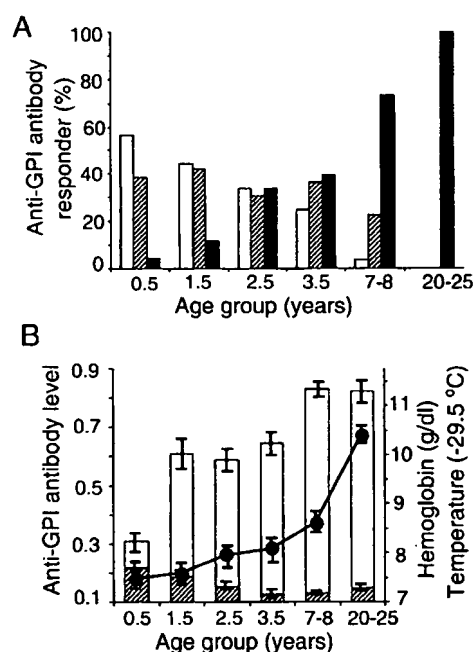 A
Anti-GPI antibody
responder (%)
100
80
60
40
20
0
0.5 1.5 2.5 3.5 7-8 20-25
Age group (years)
B
Anti-GPI antibody level
0.9
0.7
0.5
0.3
0.1
11
10
9
8
7
Hemoglobin (g/dl)
Temperature (-29.5 °C)
0.5 1.5 2.5 3.5 7-8 20-25
Age group (years)